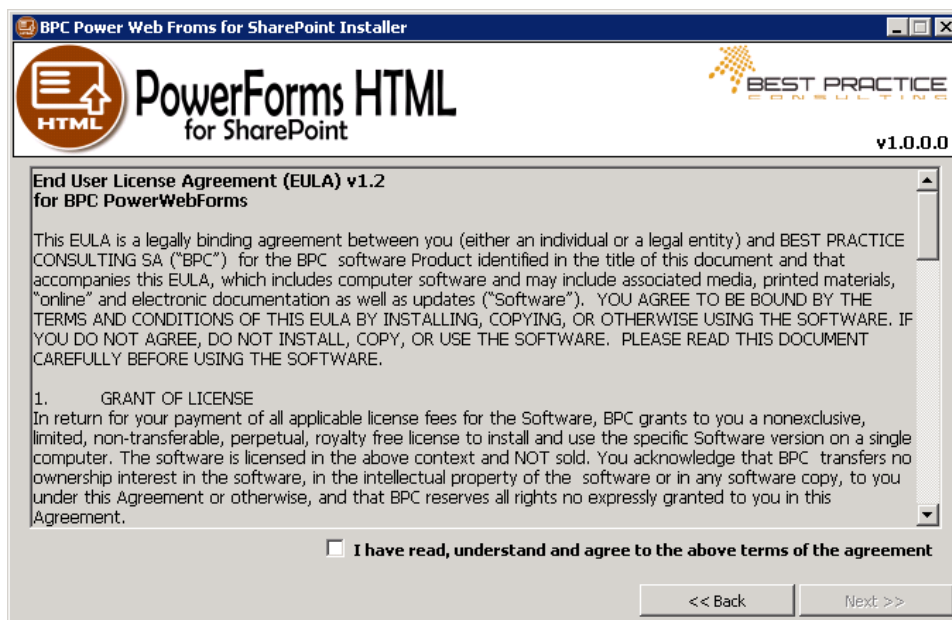 BPC Power Web Froms for SharePoint Installer
HTML
PowerForms HTML
for SharePoint
BEST PRACTICE
CONSULTING
v1.0.0.0
End User License Agreement (EULA) v1.2
for BPC PowerWebForms
This EULA is a legally binding agreement between you (either an individual or a legal entity) and BEST PRACTICE
CONSULTING SA ("BPC")  for the BPC  software Product identified in the title of this document and that
accompanies this EULA, which includes computer software and may include associated media, printed materials,
"online" and electronic documentation as well as updates ("Software").  YOU AGREE TO BE BOUND BY THE
TERMS AND CONDITIONS OF THIS EULA BY INSTALLING, COPYING, OR OTHERWISE USING THE SOFTWARE. IF
YOU DO NOT AGREE, DO NOT INSTALL, COPY, OR USE THE SOFTWARE.  PLEASE READ THIS DOCUMENT
CAREFULLY BEFORE USING THE SOFTWARE.
1. GRANT OF LICENSE
In return for your payment of all applicable license fees for the Software, BPC grants to you a nonexclusive,
limited, non-transferable, perpetual, royalty free license to install and use the specific Software version on a single
computer. The software is licensed in the above context and NOT sold. You acknowledge that BPC  transfers no
ownership interest in the software, in the intellectual property of the  software or in any software copy, to you
under this Agreement or otherwise, and that BPC reserves all rights no expressly granted to you in this
Agreement.
I have read, understand and agree to the above terms of the agreement
<< Back
Next >>